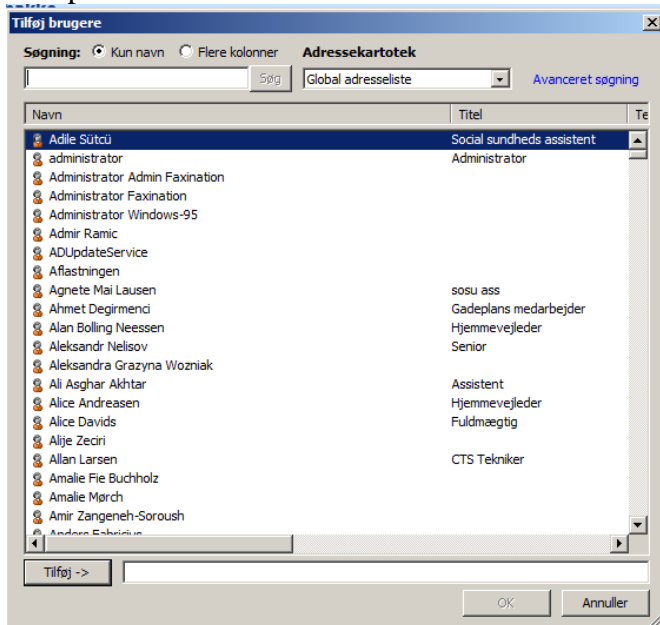 Tilføj brugere
Søgning: Kun navn Flere kolonner Adressekartotek
Søg Global adresseliste Avanceret søgning
Navn Titel Te
Adile Sütcü Social sundheds assistent
administrator Administrator
Administrator Admin Faxination
Administrator Faxination
Administrator Windows-95
Admir Ramic
ADUpdateService
Aflastningen
Agnete Mai Lausen sosu ass
Ahmet Degirmenci Gadeplans medarbejder
Alan Bolling Neessen Hjemmevejleder
Aleksandr Nelisov Senior
Aleksandra Grazyna Wozniak
Ali Asghar Akhtar Assistent
Alice Andreasen Hjemmevejleder
Alice Davids Fuldmægtig
Alije Zeciri
Allan Larsen CTS Tekniker
Amalie Fie Buchholz
Amalie Mørch
Amir Zangeneh-Soroush
Anders Fabricius
Tilføj ->
OK Annuller